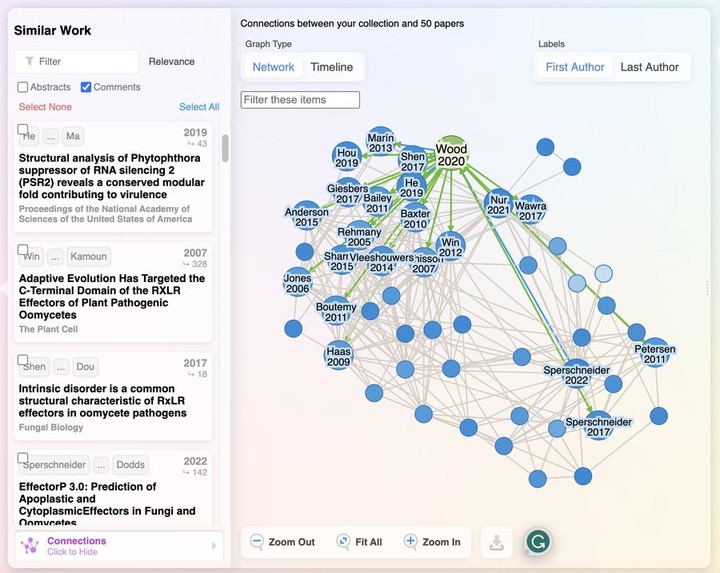 Similar Work
Filter
Relevance
Abstracts
Comments
Select None
Select All
He ... Ma
2019
43
Structural analysis of Phytophthora
suppressor of RNA silencing 2
(PSR2) reveals a conserved modular
fold contributing to virulence
Proceedings of the National Academy of
Sciences of the United States of America
Win ... Kamoun
2007
328
Adaptive Evolution Has Targeted the
C-Terminal Domain of the RXLR
Effectors of Plant Pathogenic
Oomycetes
The Plant Cell
Shen ... Dou
2017
18
Intrinsic disorder is a common
structural characteristic of RxLR
effectors in oomycete pathogens
Fungal Biology
Sperschneider ... Dodds
2022
142
EffectorP 3.0: Prediction of
Apoplastic and
CytoplasmicEffectors in Fungi and
Oomycetes
Connections
Click to Hide
Connections between your collection and 50 papers
Graph Type
Network
Timeline
Labels
First Author
Last Author
Filter these items
Marin
2013
Hou
2019
Shen
2017
Wood
2020
Giesbers
2017
Bailey
2011
He
2019
Nur.
2021
Wawra
2017
Anderson
2015
Baxter
2010
Rehmany
2005
Win
2012
2015
Vleeshouwers
2014
2007
Jones
2006
Boutemy
2011
Haas
2009
Petersen
2011
Sperschneider
2022
Sperschneider
2017
Zoom Out
Fit All
Zoom In